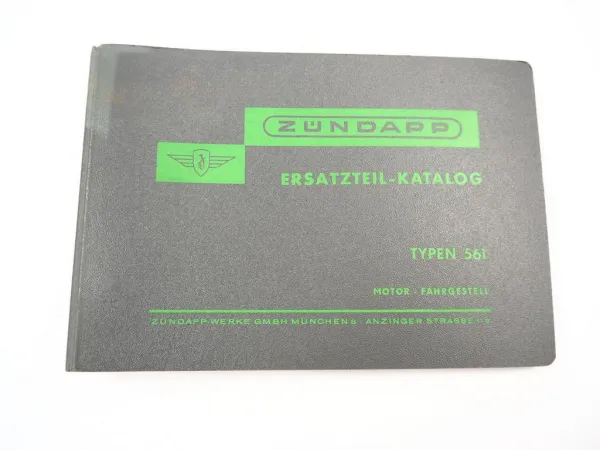 ZÜNDAPP
ERSATZTEIL-KATALOG
TYPEN 561
MOTOR · FAHRGESTELL
ZÜNDAPP-WERKE GMBH MÜNCHEN 8 · ANZINGER STRASSE 1-3